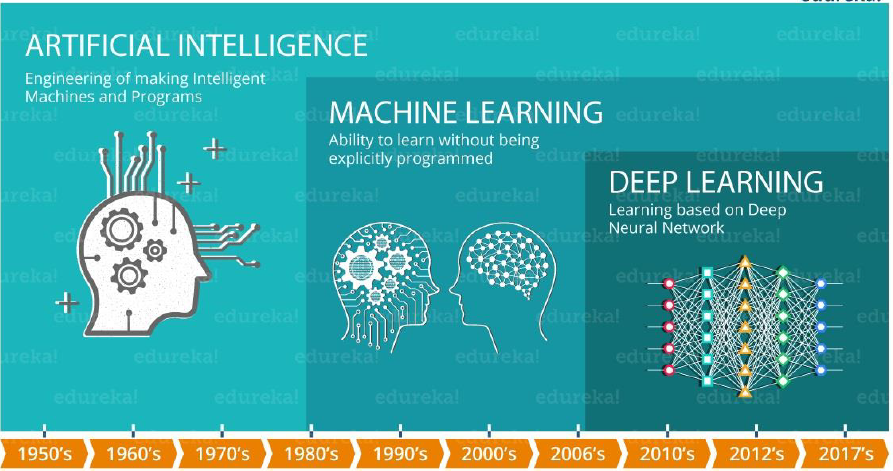 edureka!
ARTIFICIAL INTELLIGENCE
Engineering of making Intelligent
Machines and Programs
MACHINE LEARNING
Ability to learn without being
explicitly programmed
DEEP LEARNING
Learning based on Deep
Neural Network
1950's 1960's 1970's 1980's 1990's 2000's 2006's 2010's 2012's 2017's